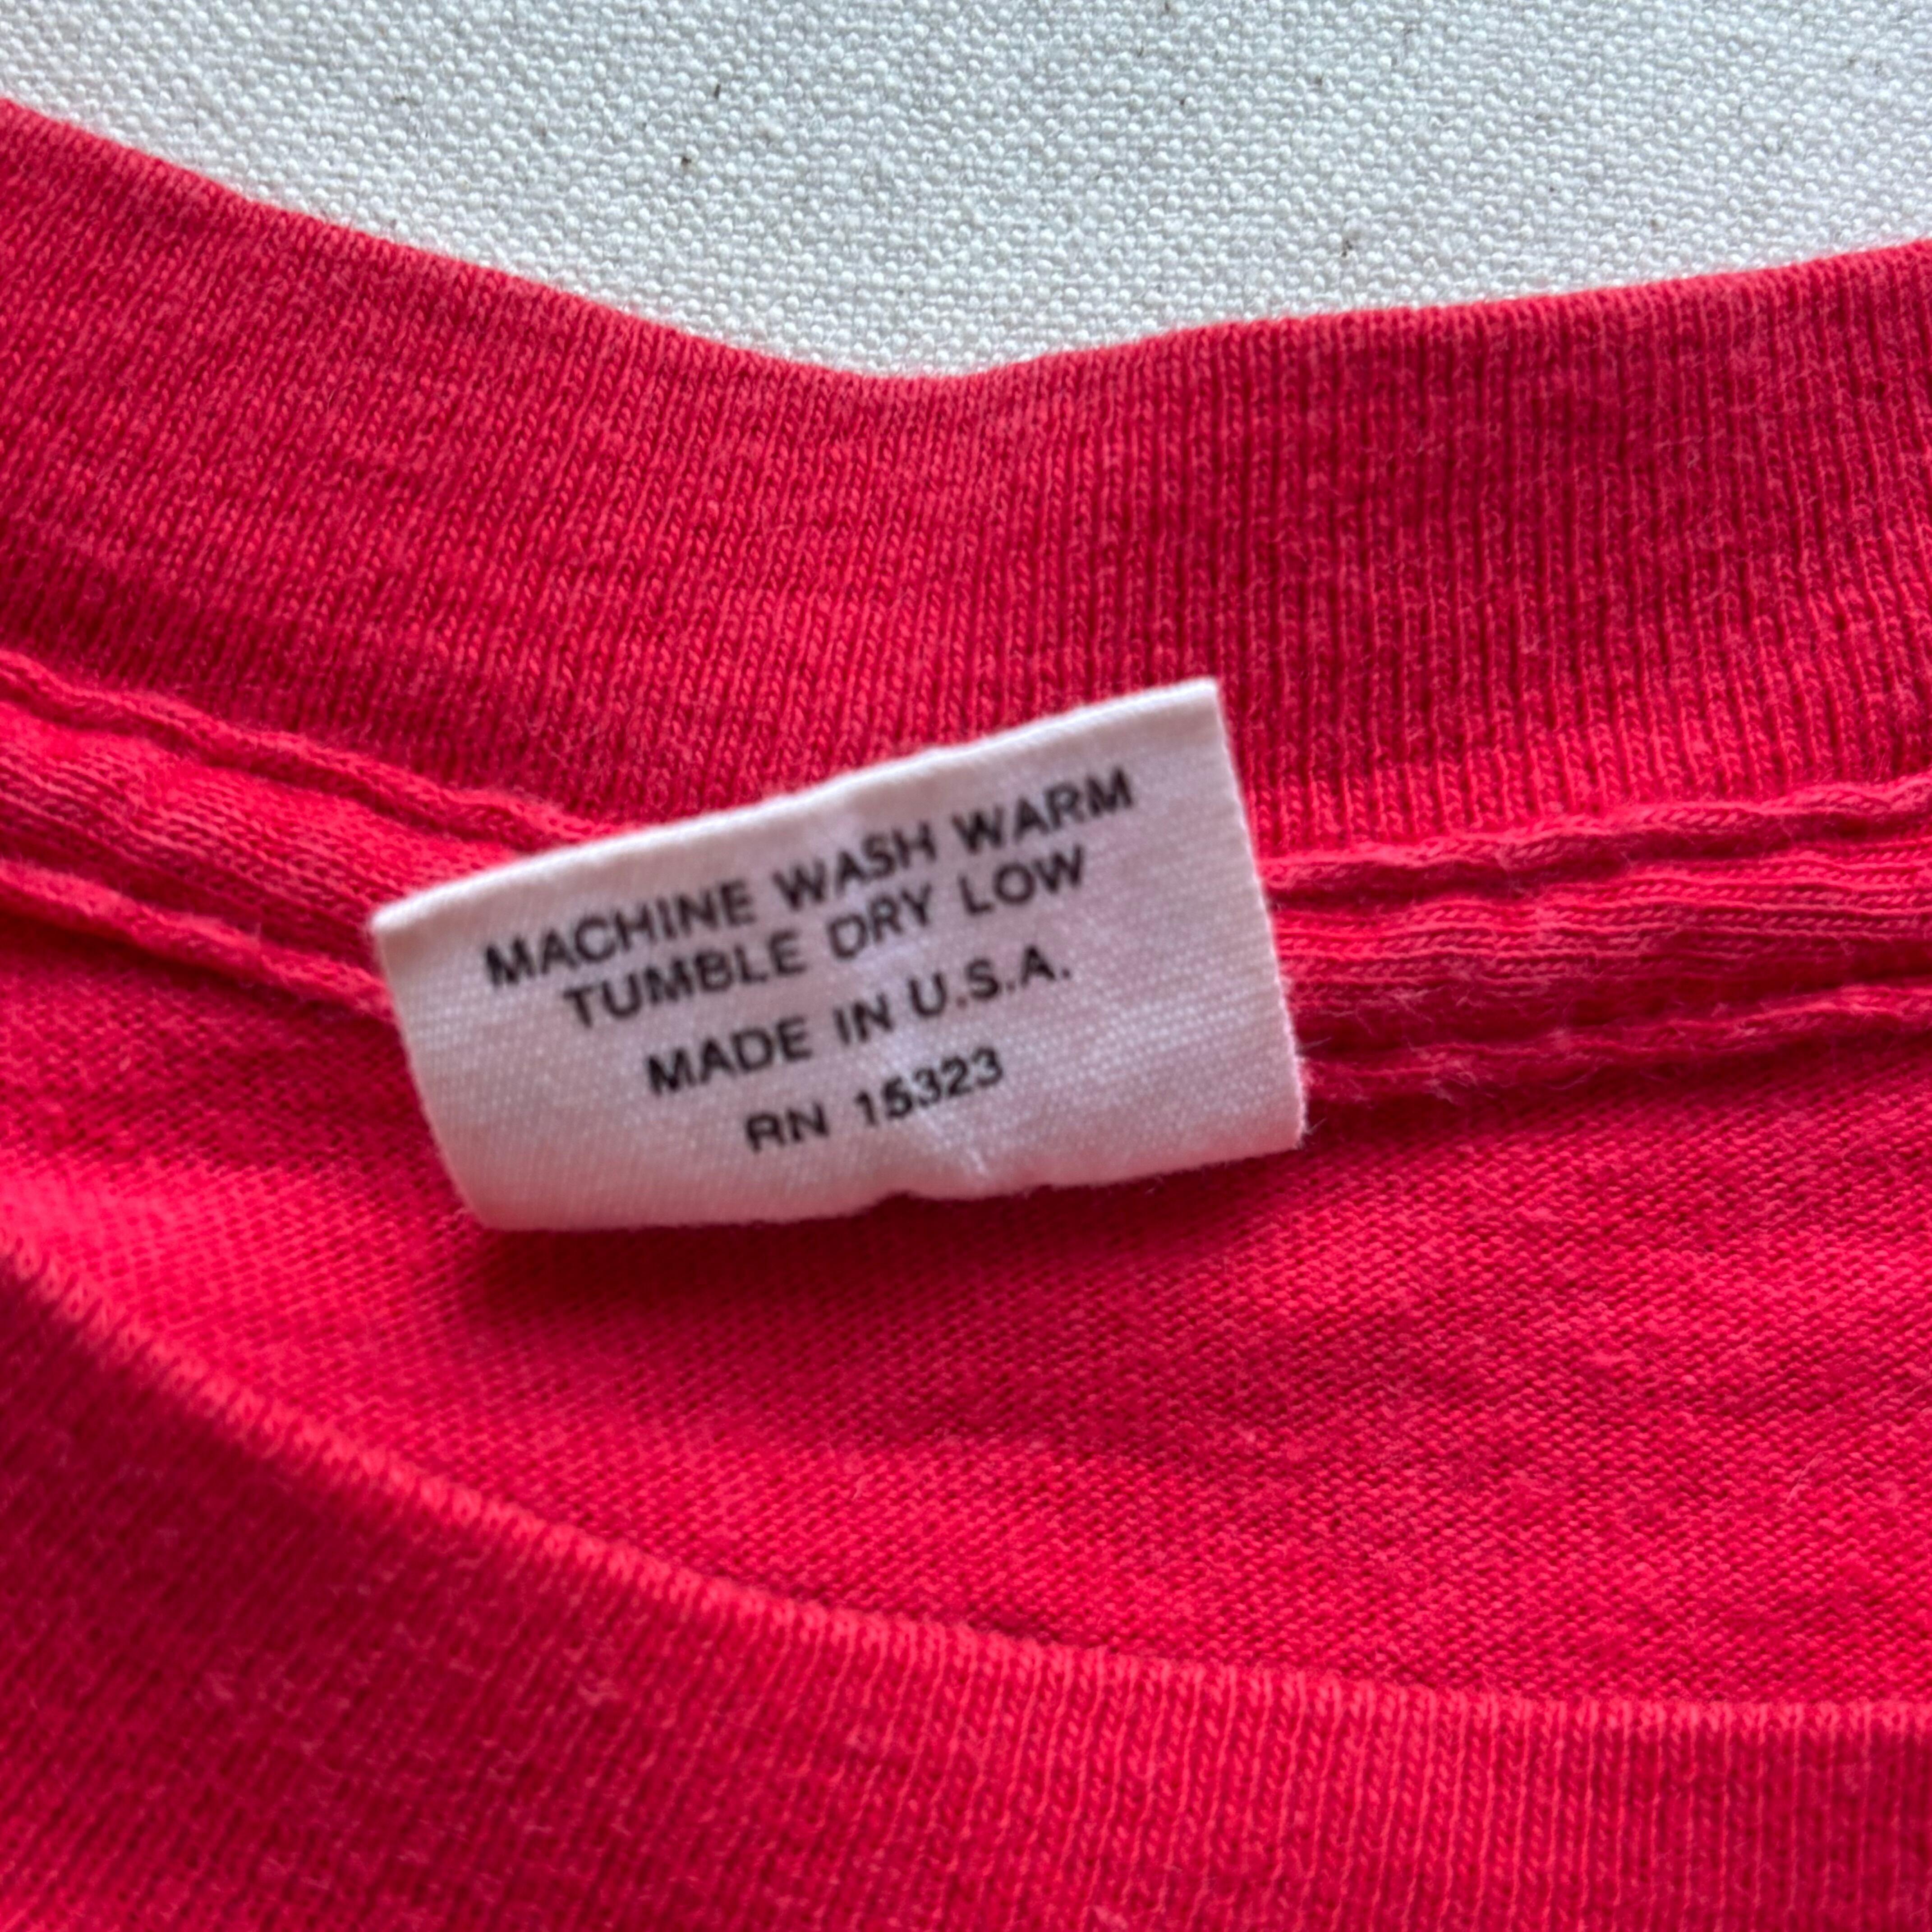 MACHINE WASH WARM
TUMBLE DRY LOW
MADE IN U.S.A.
RN 15323